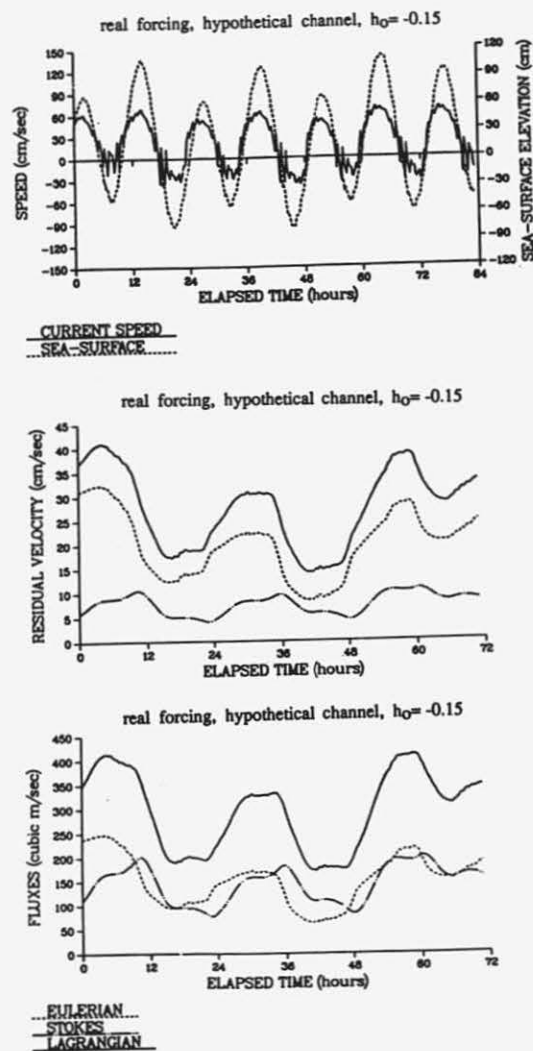 real forcing, hypothetical channel, ho= -0.15
150
120
90
60
30
0
-30
-60
-90
-120
-150
SPEED (cm/sec)
120
90
60
30
0
-30
-60
-90
-120
SEA-SURFACE ELEVATION (cm)
0 12 24 36 48 60 72 84
ELAPSED TIME (hours)
CURRENT SPEED
SEA-SURFACE
real forcing, hypothetical channel, ho= -0.15
45
40
35
30
25
20
15
10
5
0
RESIDUAL VELOCITY (cm/sec)
0 12 24 36 48 60 72
ELAPSED TIME (hours)
real forcing, hypothetical channel, ho= -0.15
450
400
350
300
250
200
150
100
50
0
FLUXES (cubic m/sec)
0 12 24 36 48 60 72
ELAPSED TIME (hours)
EULERIAN
STOKES
LAGRANGIAN